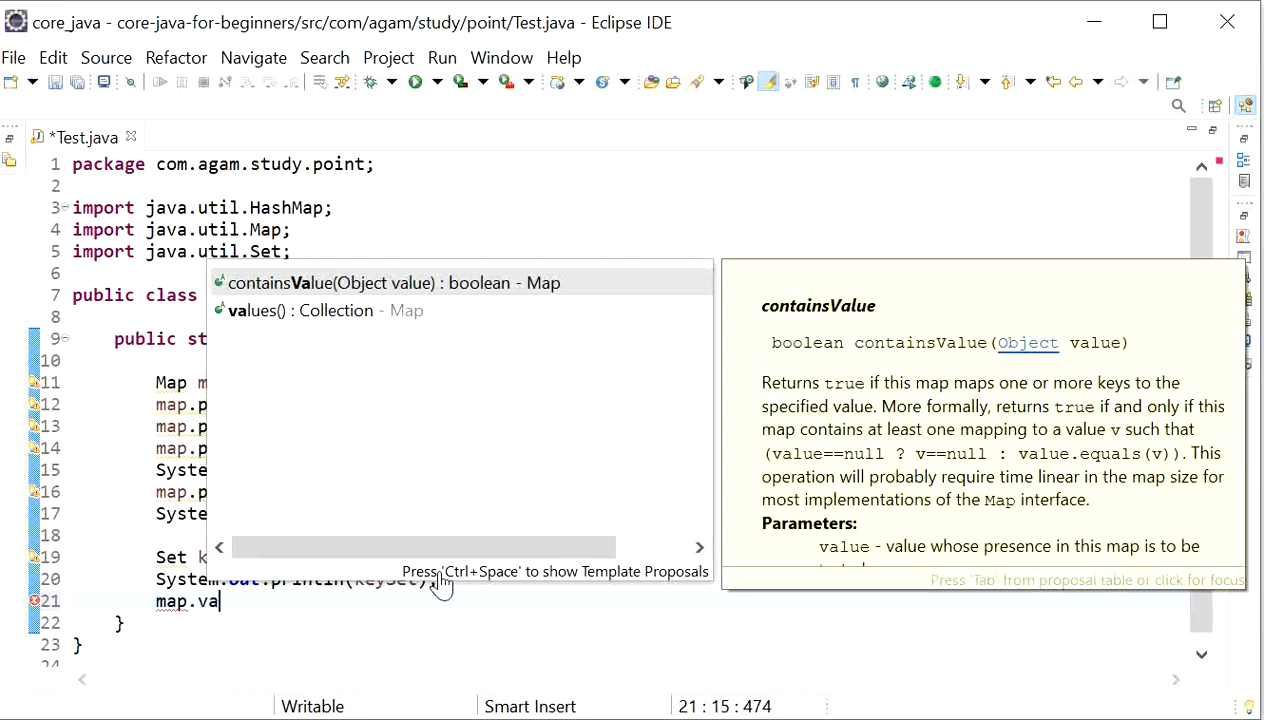 core_java - core-java-for-beginners/src/com/agam/study/point/Test.java - Eclipse IDE
File Edit Source Refactor Navigate Search Project Run Window Help
*Test.java
1 package com.agam.study.point;
2
3 import java.util.HashMap;
4 import java.util.Map;
5 import java.util.Set;
6
7 public class
8
9 public st
10
11 Map m
12 map.p
13 map.p
14 map.p
15 System
16 map.p
17 System
18
19 Set k
20 System.out.println(keySet);
21 map.va
22 }
23 }
24
containsValue(Object value) : boolean - Map
values() : Collection - Map
Press 'Ctrl+Space' to show Template Proposals
containsValue
boolean containsValue(Object value)
Returns true if this map maps one or more keys to the
specified value. More formally, returns true if and only if this
map contains at least one mapping to a value v such that
(value==null ? v==null : value.equals(v)). This
operation will probably require time linear in the map size for
most implementations of the Map interface.
Parameters:
value - value whose presence in this map is to be
Press 'Tab' from proposal table or click for focus
Writable Smart Insert 21 : 15 : 474